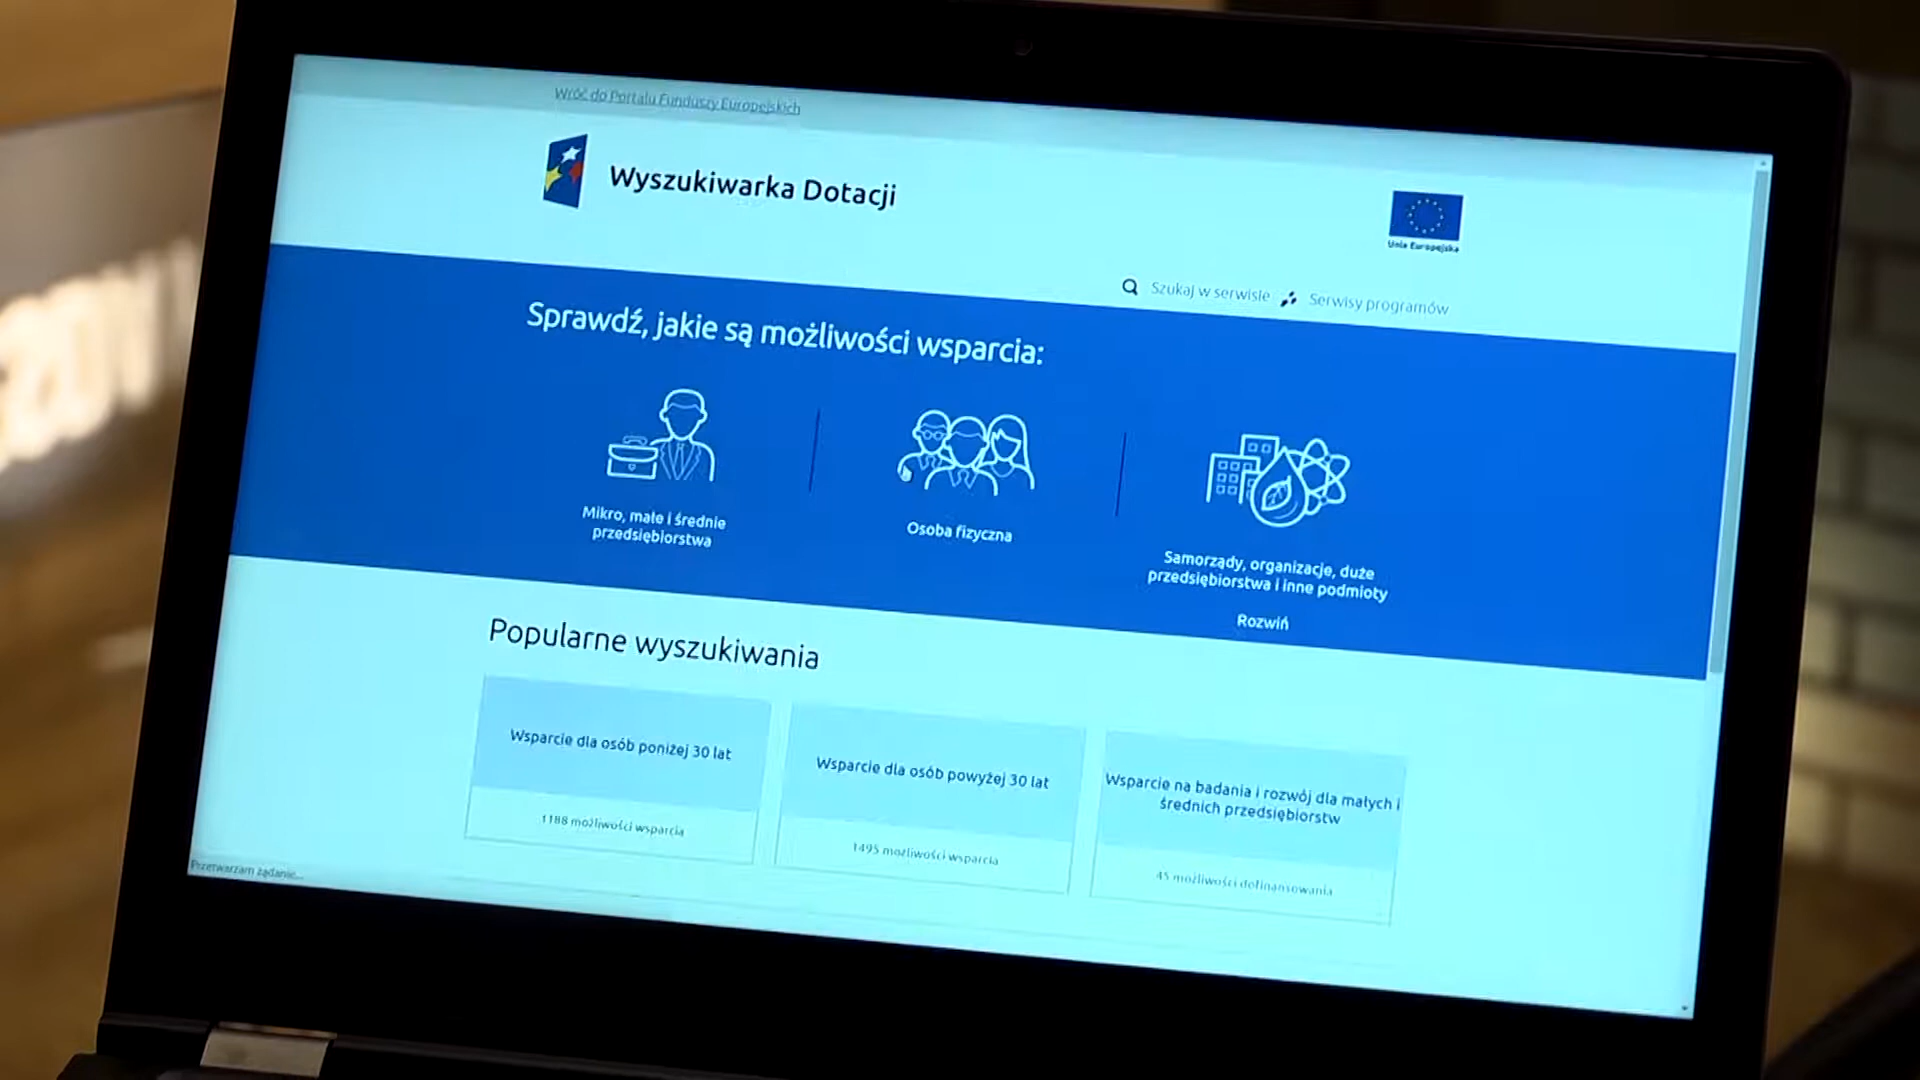 Wróć do Portalu Funduszy Europejskich
Wyszukiwarka Dotacji
Unia Europejska
Szukaj w serwisie
Serwisy programów
Sprawdź, jakie są możliwości wsparcia:
Mikro, małe i średnie
przedsiębiorstwa
Osoba fizyczna
Samorządy, organizacje, duże
przedsiębiorstwa i inne podmioty
Rozwiń
Popularne wyszukiwania
Wsparcie dla osób poniżej 30 lat
1188 możliwości wsparcia
Wsparcie dla osób powyżej 30 lat
1495 możliwości wsparcia
Wsparcie na badania i rozwój dla małych i
średnich przedsiębiorstw
45 możliwości dofinansowania
Przetwarzam żądanie...